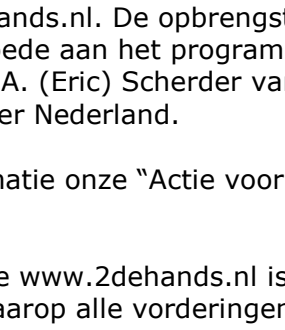 ands.nl. De opbrengst
ede aan het program
A. (Eric) Scherder va
er Nederland.
natie onze “Actie voor
e www.2dehands.nl is
aarop alle vorderingen